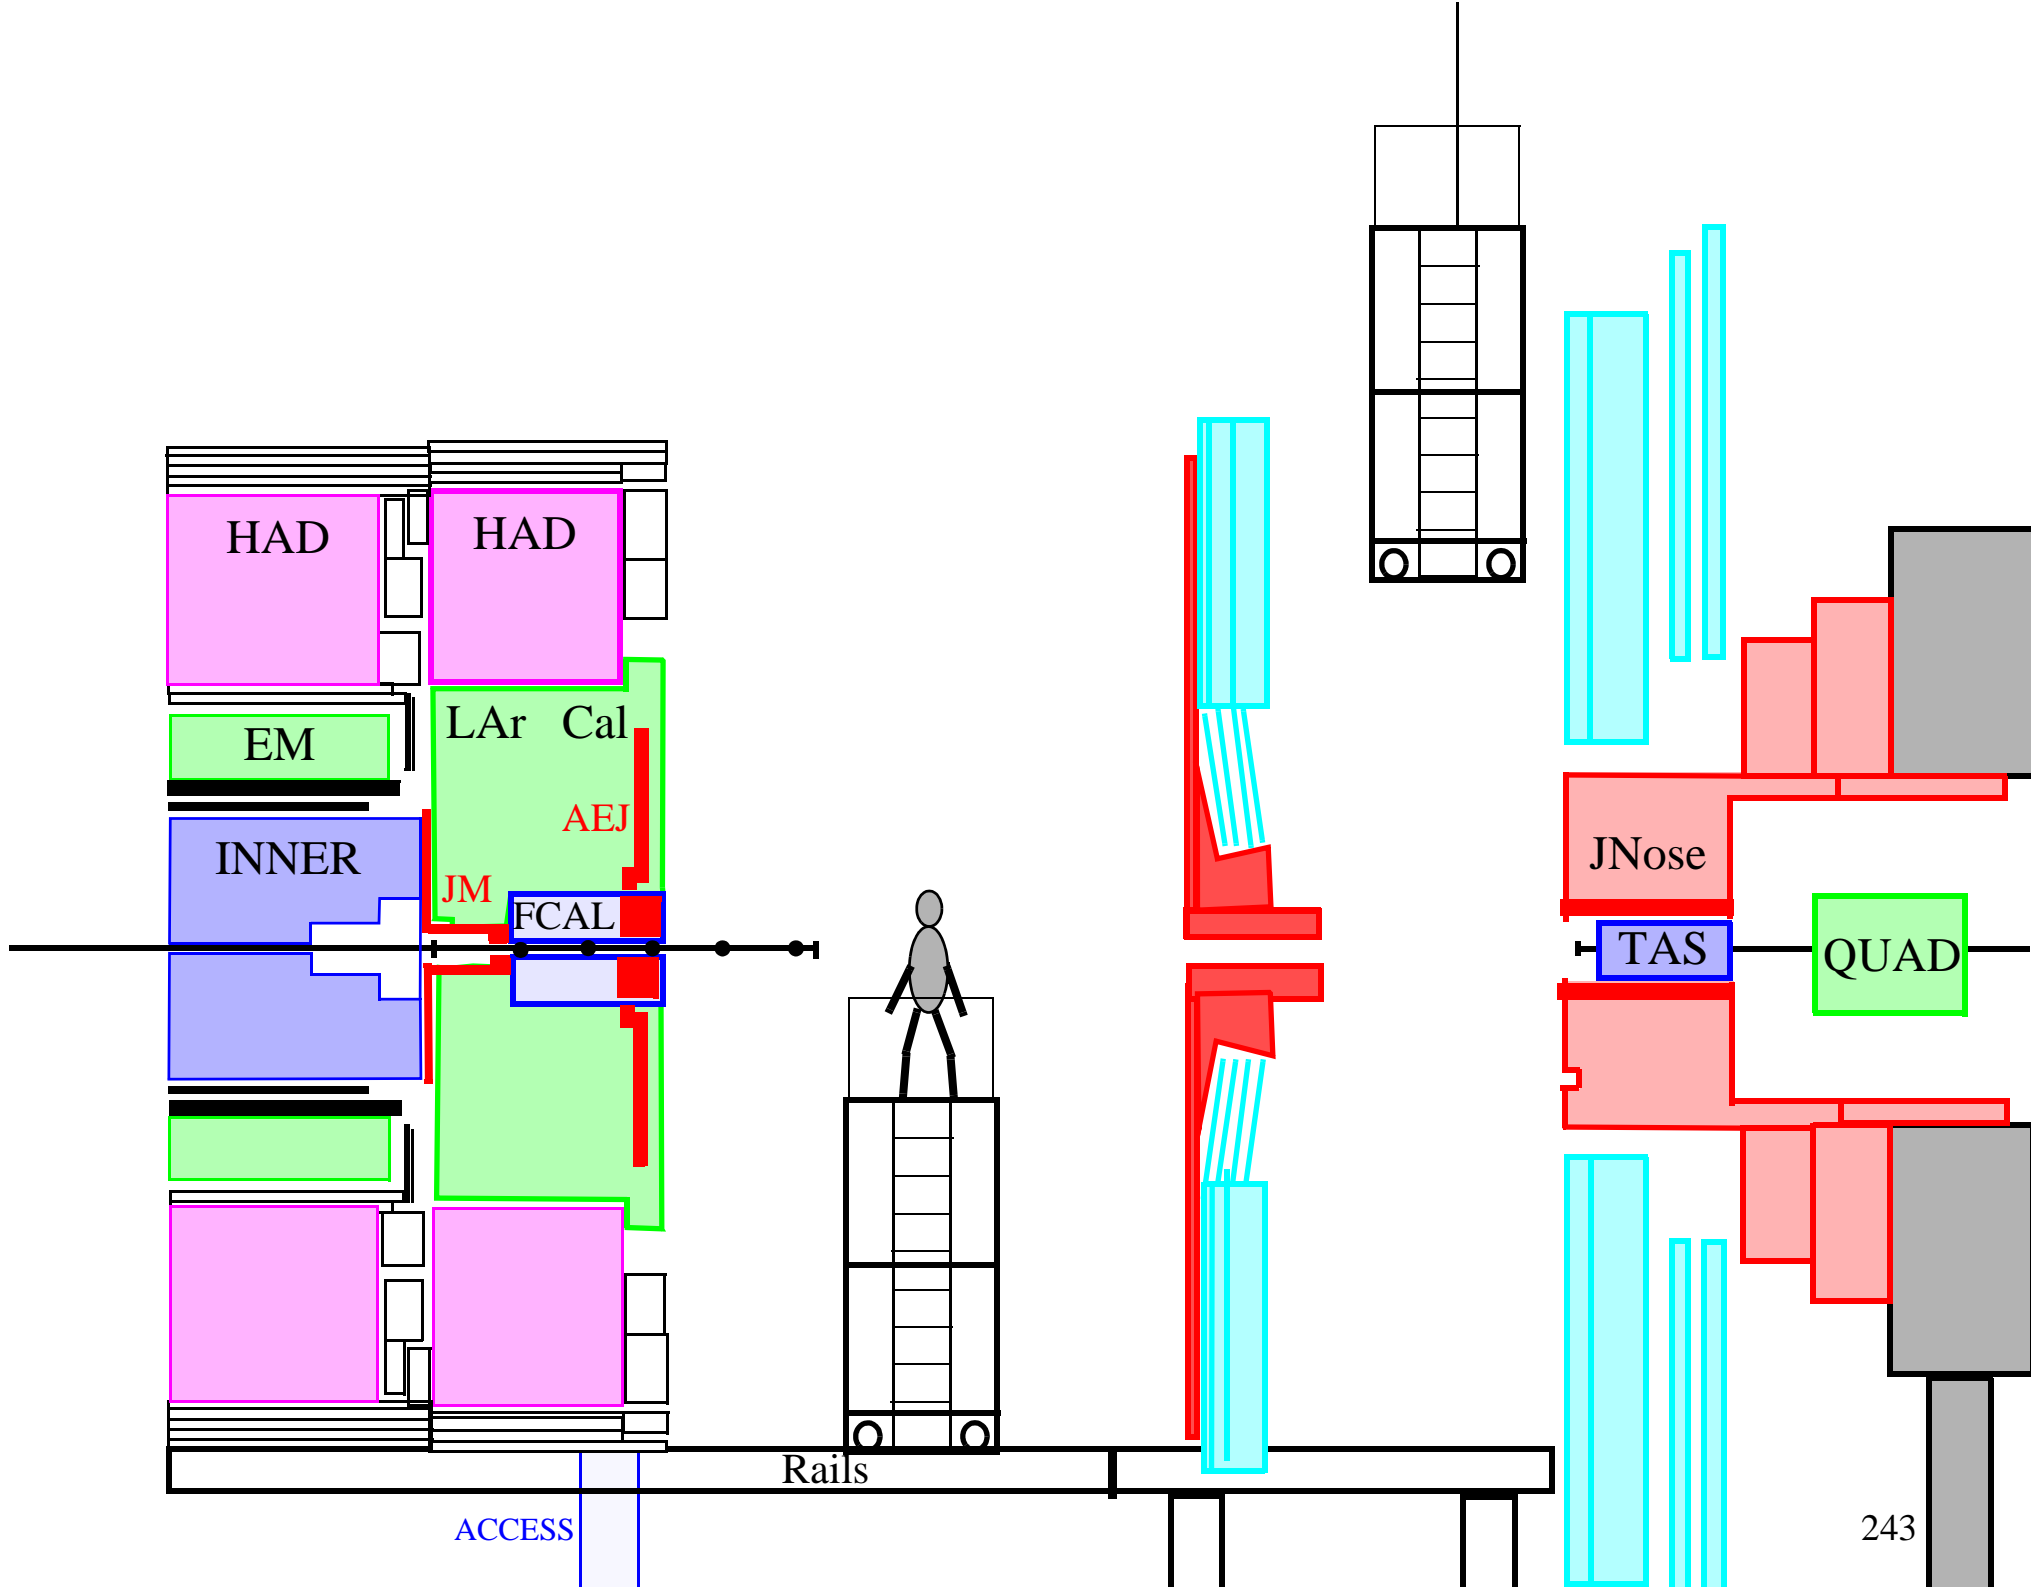 HAD
HAD
LAr Cal
EM
AEJ
INNER
JM
JNose
FCAL
TAS
QUAD
Rails
ACCESS
243